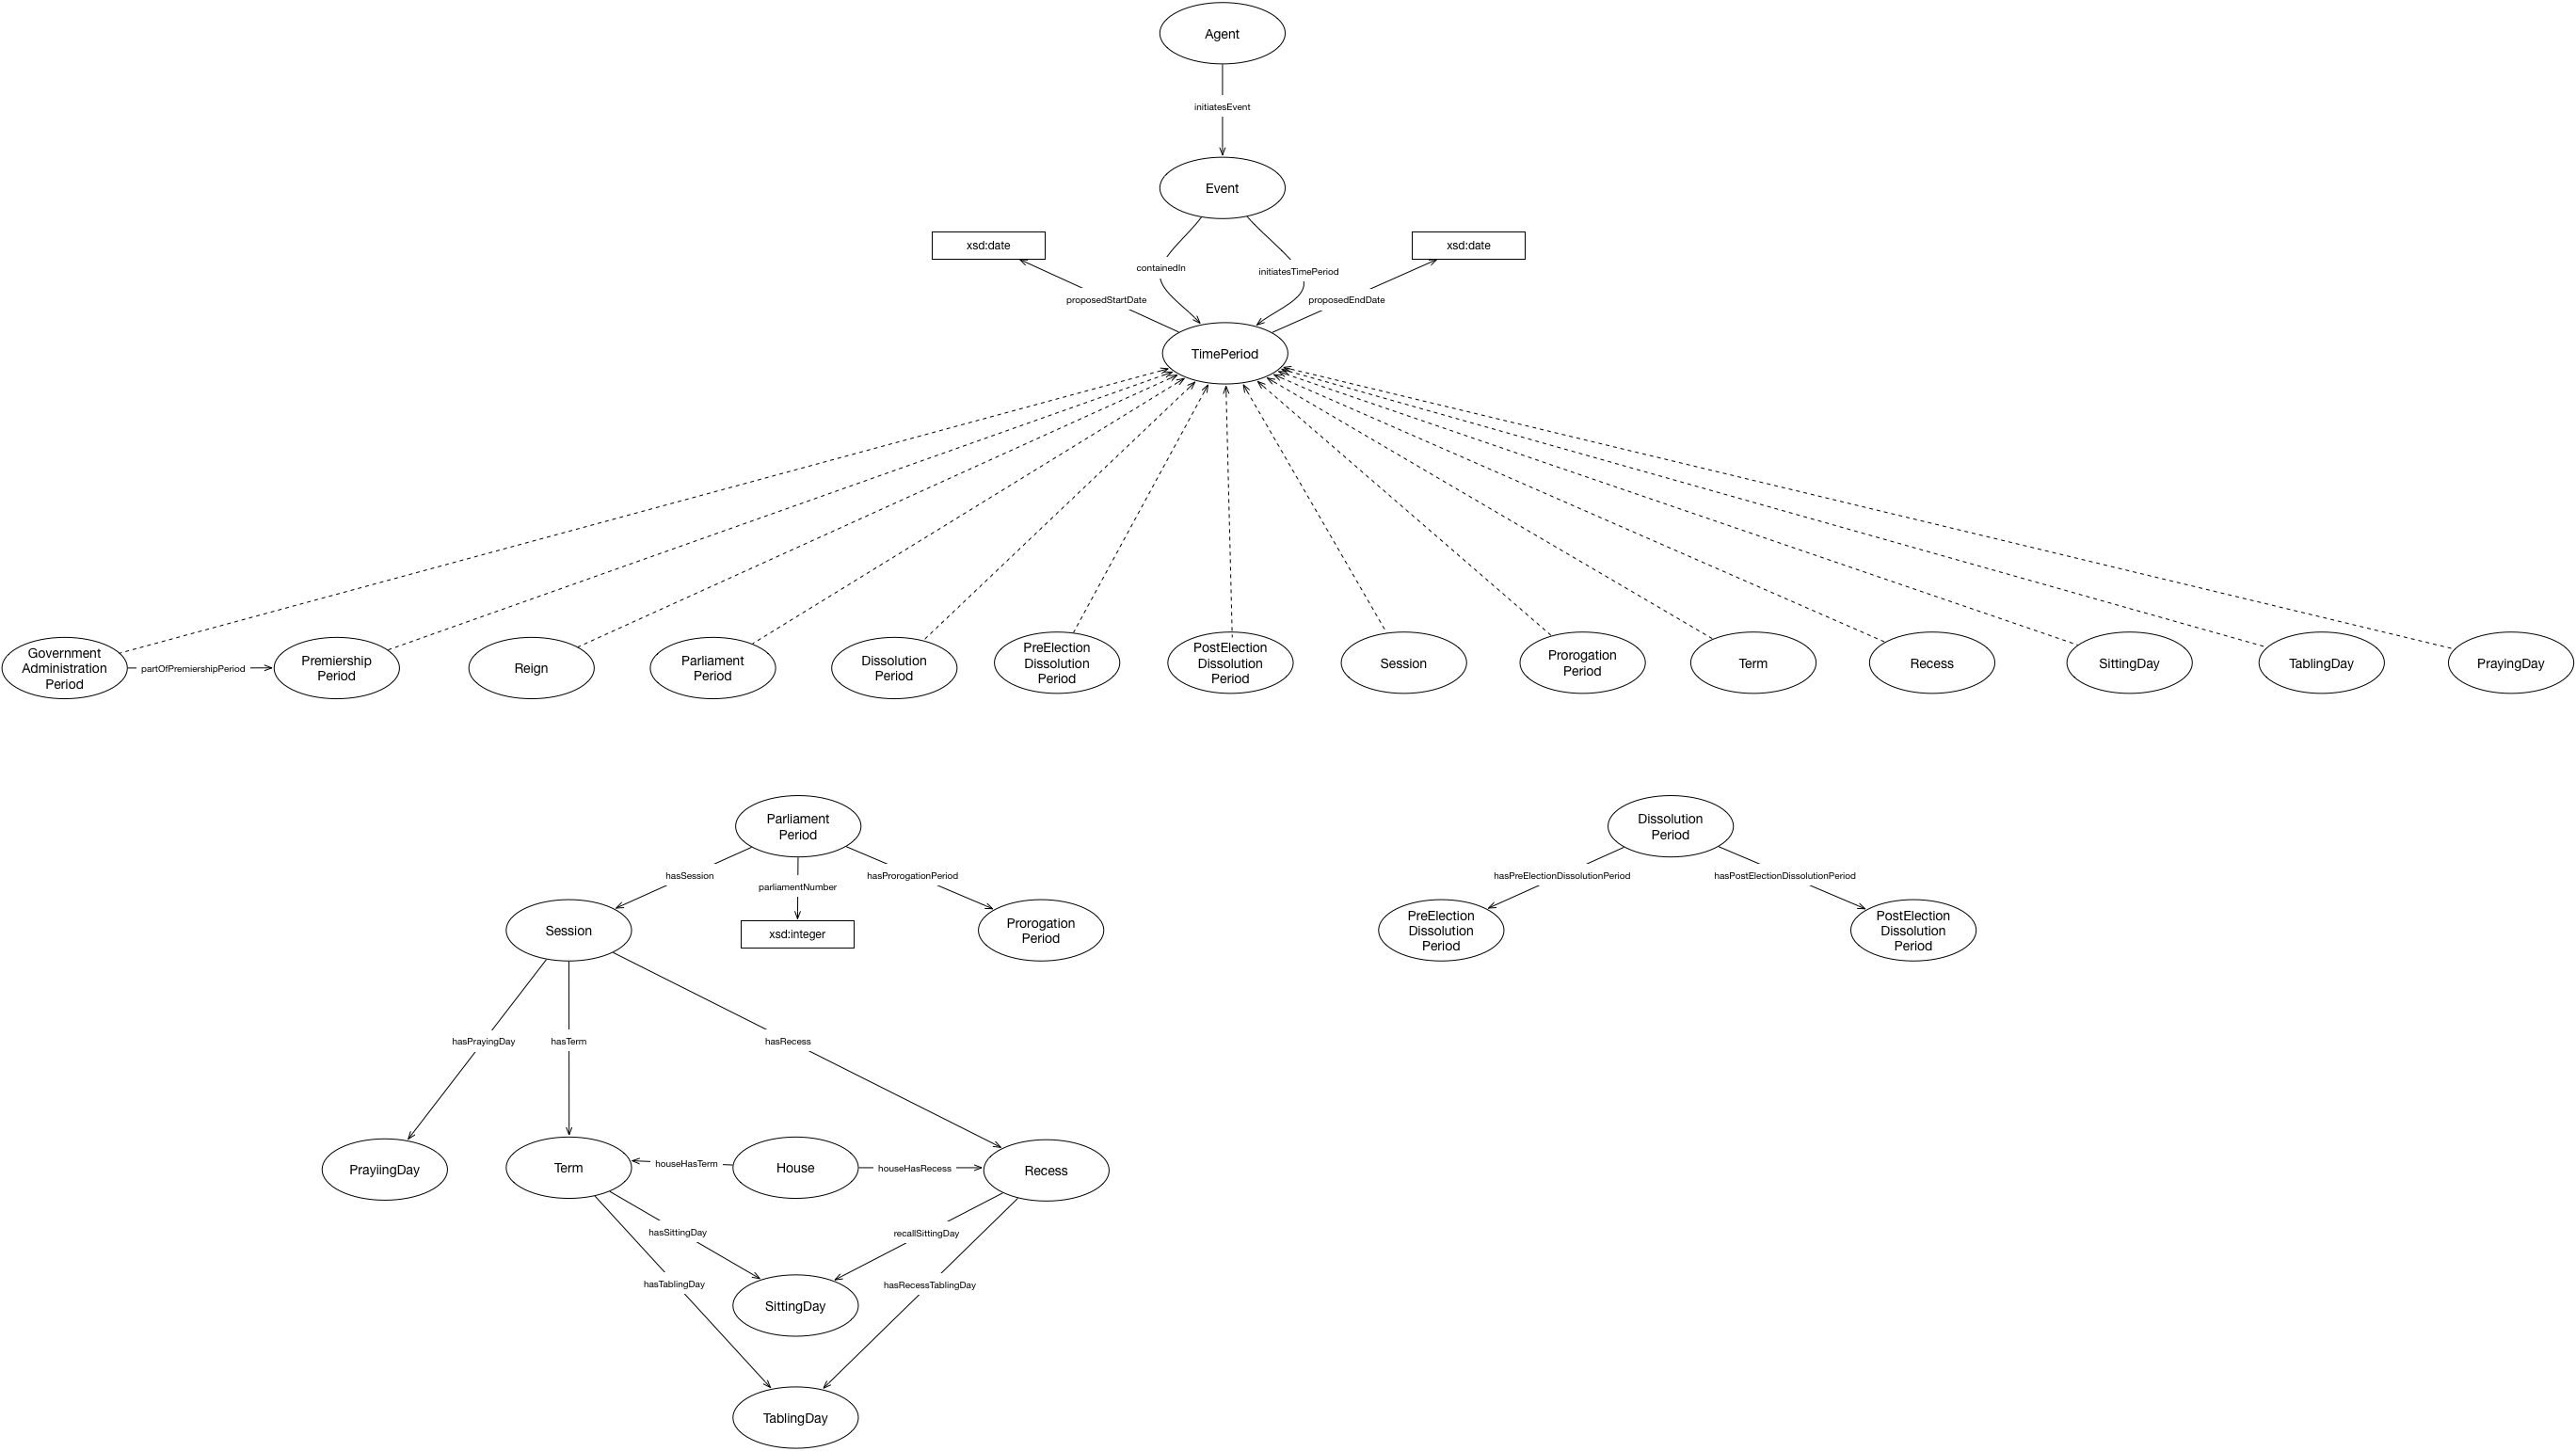 Agent
initiatesEvent
Event
xsd:date
xsd:date
containedIn
initiatesTimePeriod
proposedStartDate
proposedEndDate
TimePeriod
Government
Administration
Period
partOfPremiershipPeriod
Premiership
Period
Reign
Parliament
Period
Dissolution
Period
PreElection
Dissolution
Period
PostElection
Dissolution
Period
Session
Prorogation
Period
Term
Recess
SittingDay
TablingDay
PrayingDay
Parliament
Period
Dissolution
Period
hasSession
parliamentNumber
hasProrogationPeriod
hasPreElectionDissolutionPeriod
hasPostElectionDissolutionPeriod
Session
xsd:integer
Prorogation
Period
PreElection
Dissolution
Period
PostElection
Dissolution
Period
hasPrayingDay
hasTerm
hasRecess
PrayiingDay
Term
houseHasTerm
House
houseHasRecess
Recess
hasSittingDay
recallSittingDay
hasTablingDay
hasRecessTablingDay
SittingDay
TablingDay